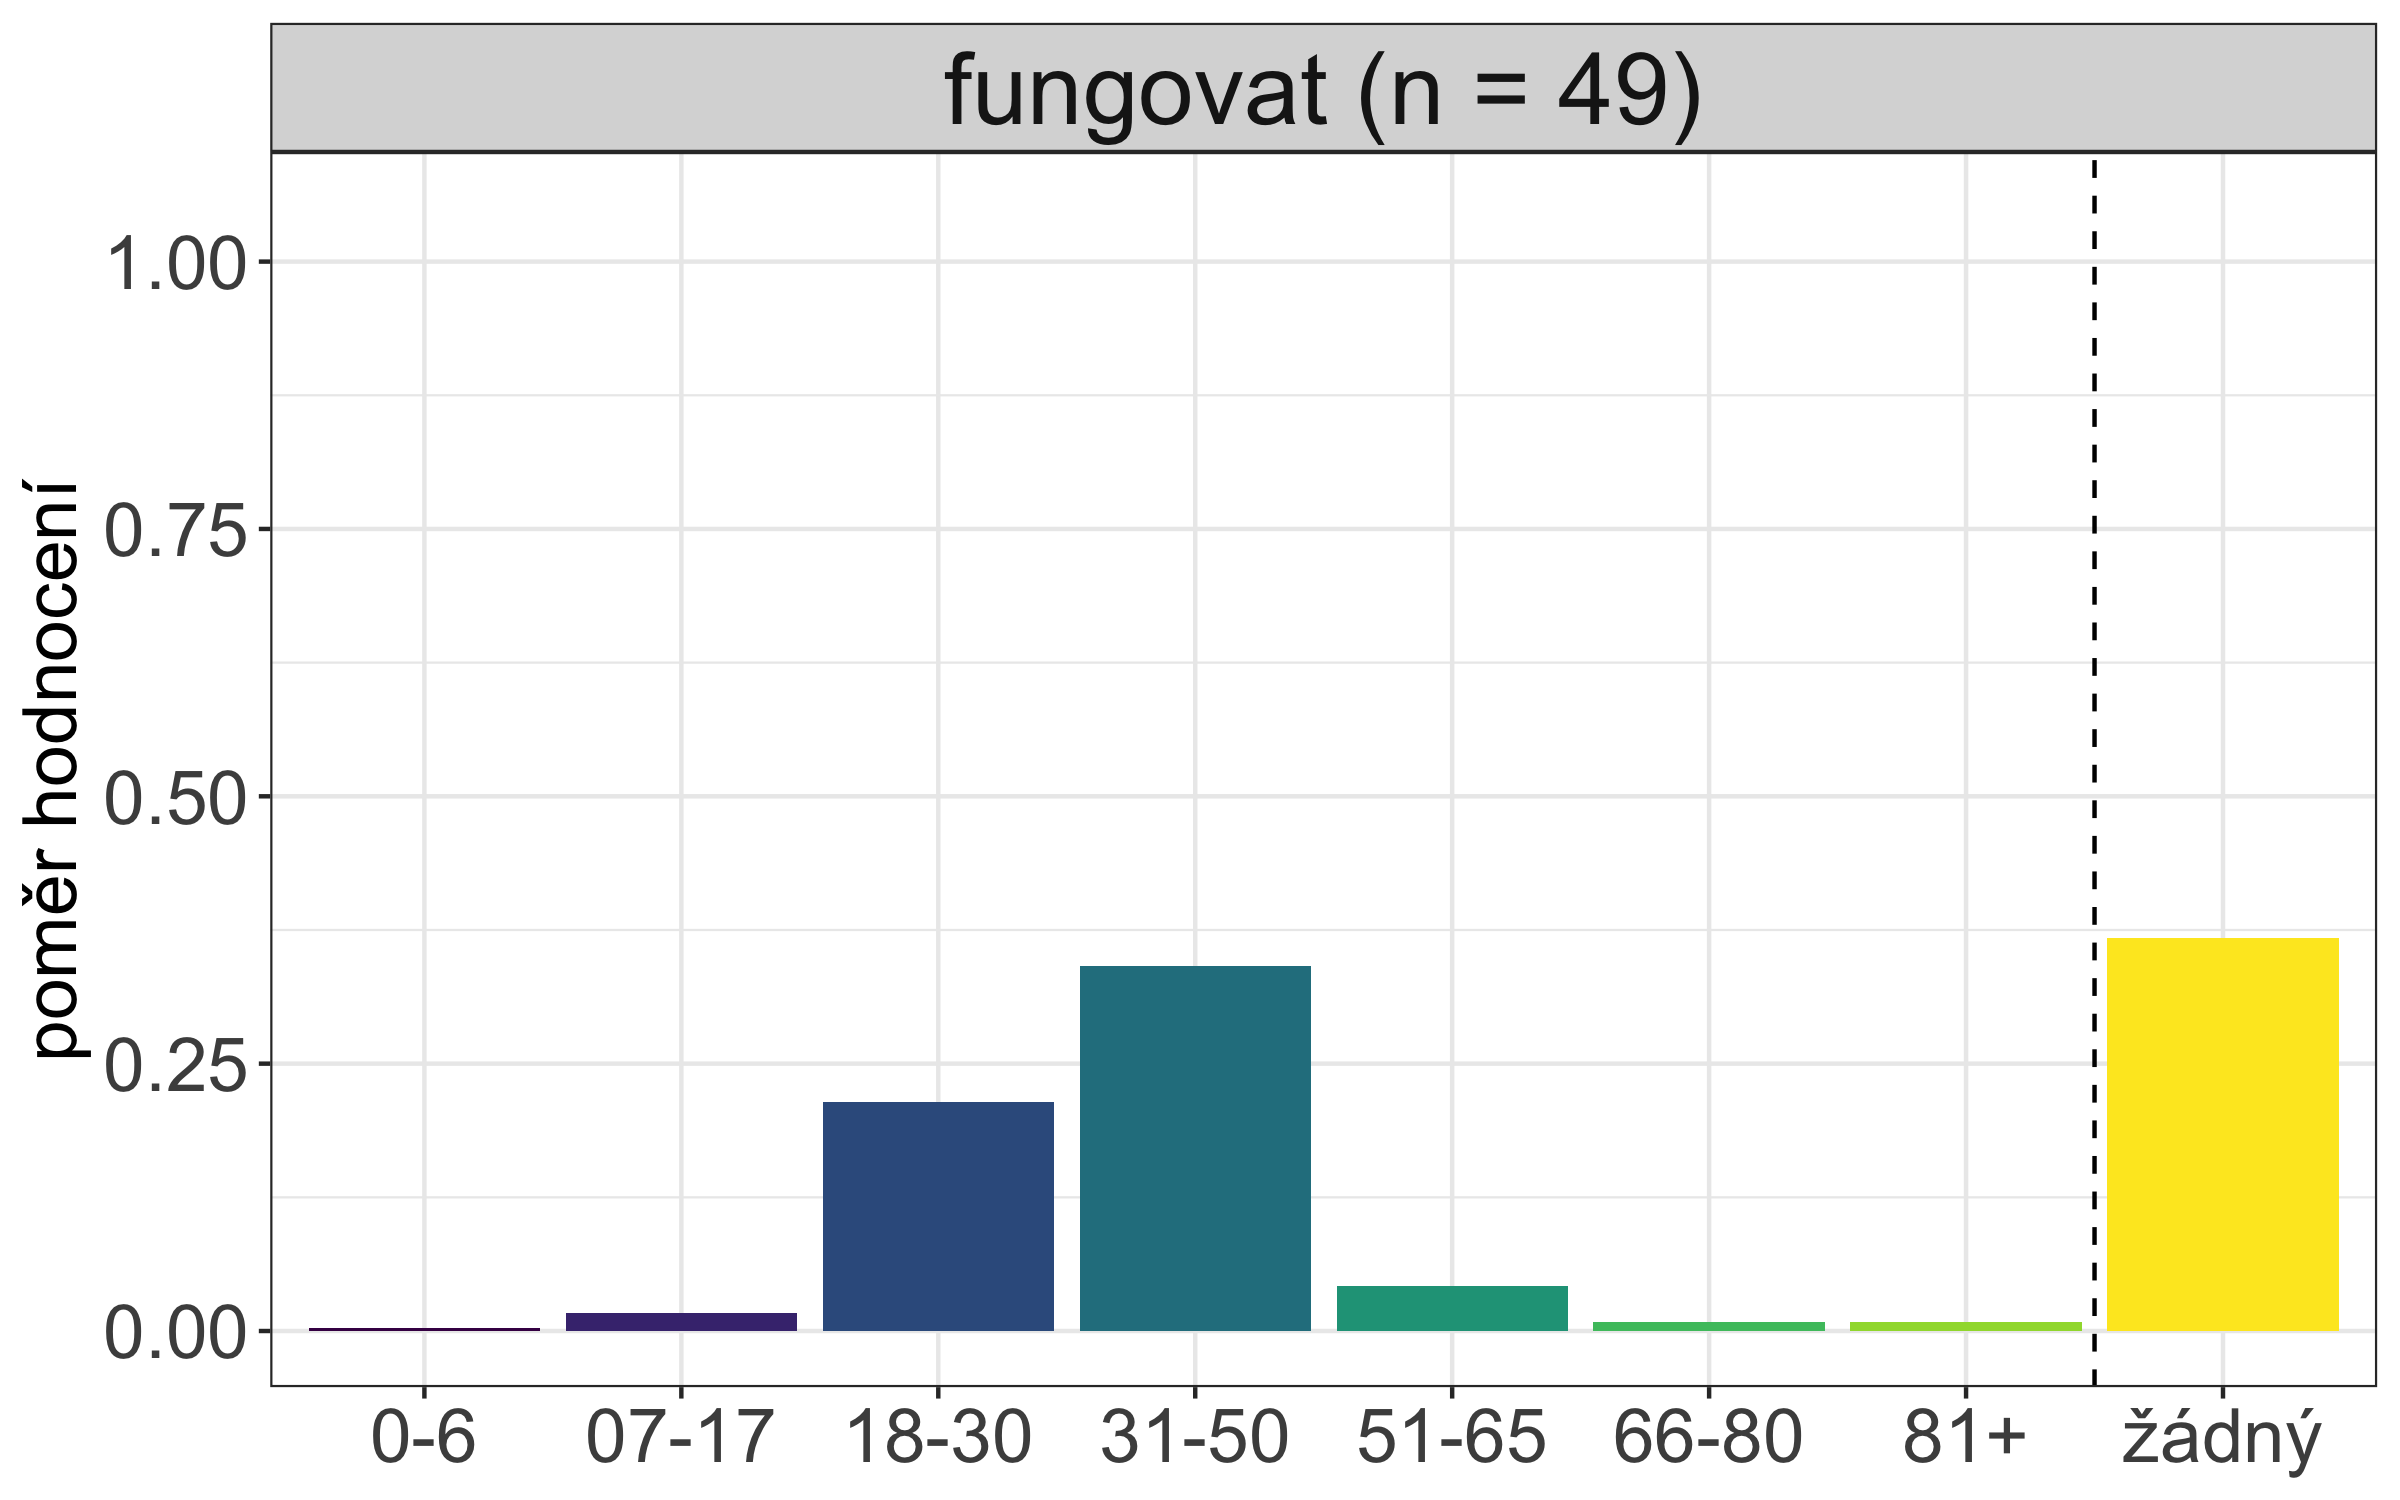 fungovat (n = 49)
poměr hodnocení
1.00
0.75
0.50
0.25
0.00
0-6 07-17 18-30 31-50 51-65 66-80 81+ žádný